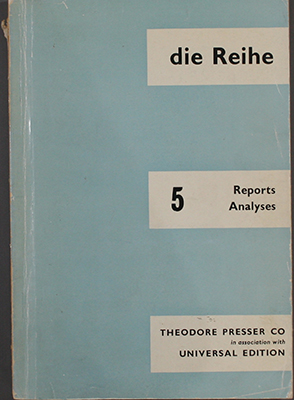 die Reihe
5
Reports
Analyses
THEODORE PRESSER CO
in association with
UNIVERSAL EDITION